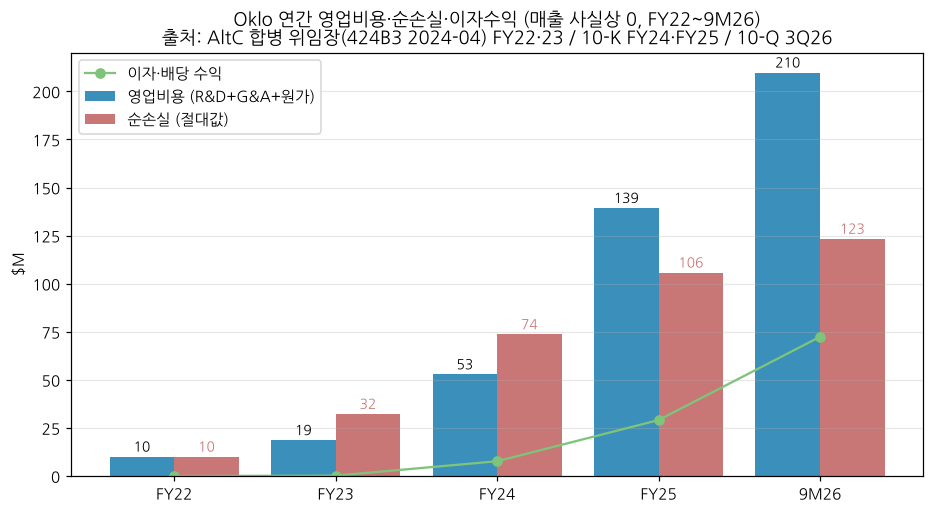 Oklo 연간 영업비용·순손실·이자수익 (매출 사실상 0, FY22~9M26)
출처: AltC 합병 위임장(424B3 2024-04) FY22·23 / 10-K FY24·FY25 / 10-Q 3Q26
이자·배당 수익
영업비용 (R&D+G&A+원가)
순손실 (절대값)
$M
200
175
150
125
100
75
50
25
0
10
10
19
32
53
74
139
106
210
123
FY22
FY23
FY24
FY25
9M26